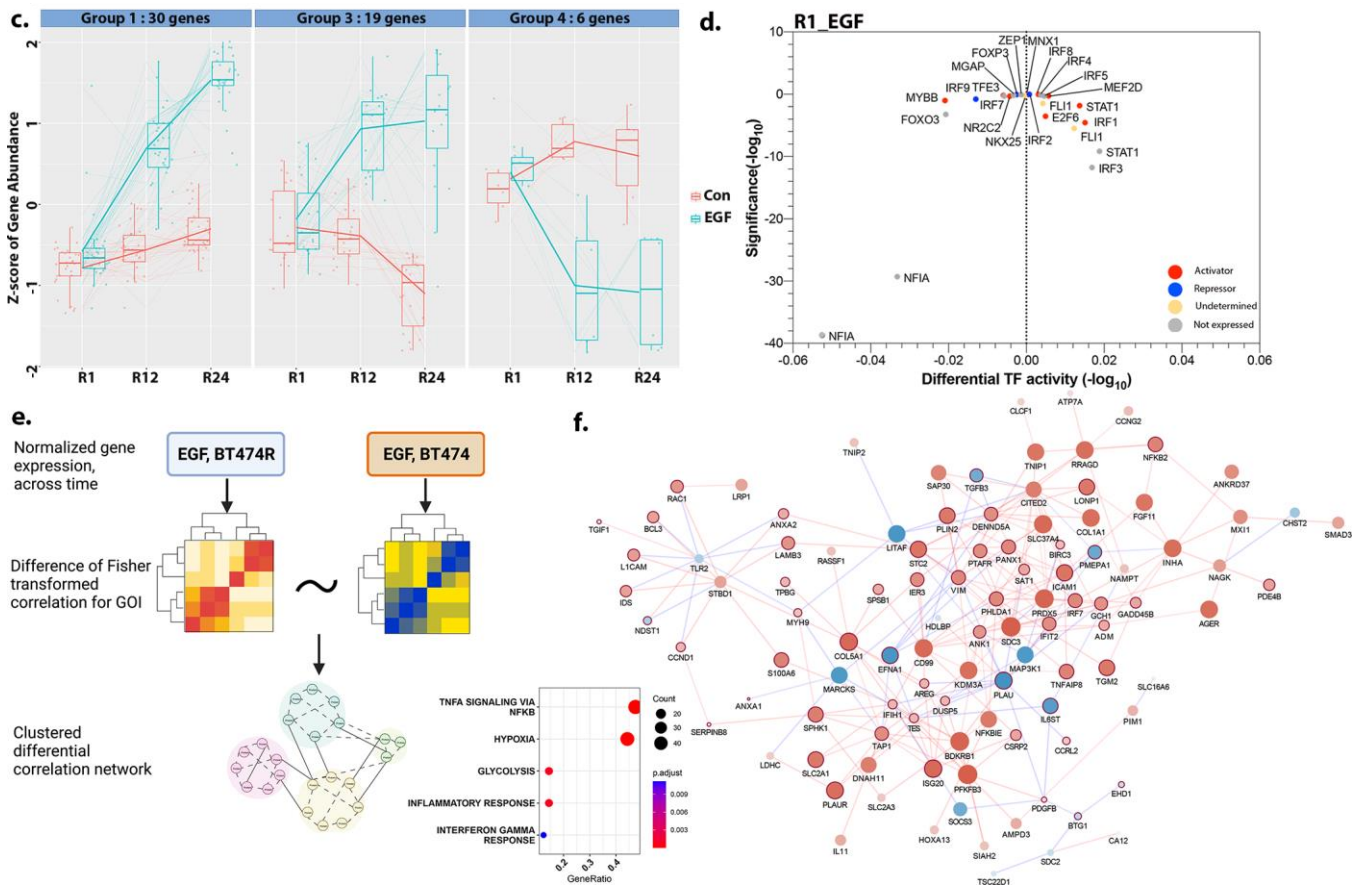 c.
Group 1 : 30 genes
Group 3 : 19 genes
Group 4 : 6 genes
Z-score of Gene Abundance
2
1
0
-1
-2
R1
R12
R24
R1
R12
R24
R1
R12
R24
Con
EGF
d.
R1_EGF
Significance(-log10)
10
0
-10
-20
-30
-40
-0.06
-0.04
-0.02
0.00
0.02
0.04
0.06
Differential TF activity (-log10)
ZEP1
MNX1
FOXP3
IRF8
MGAP
IRF4
IRF9
TFE3
IRF5
MEF2D
MYBB
IRF7
FLI1
STAT1
FOXO3
E2F6
IRF1
NR2C2
NKX25
IRF2
FLI1
STAT1
IRF3
NFIA
NFIA
Activator
Repressor
Undetermined
Not expressed
e.
Normalized gene
expression,
across time
EGF, BT474R
EGF, BT474
Difference of Fisher
transformed
correlation for GOI
~
Clustered
differential
correlation network
TNFA SIGNALING VIA
NFKB
HYPOXIA
GLYCOLYSIS
INFLAMMATORY RESPONSE
INTERFERON GAMMA
RESPONSE
0.2
0.3
0.4
GeneRatio
Count
20
30
40
p.adjust
0.009
0.006
0.003
f.
ATP7A
CLCF1
CCNG2
TNIP2
TNIP1
RRAGD
NFKB2
RAC1
LRP1
SAP30
TGFB3
CITED2
LONP1
ANKRD37
TGIF1
BCL3
ANXA2
PLIN2
DENND5A
FGF11
MXI1
CHST2
SMAD3
LITAF
SLC37A4
COL1A1
L1CAM
TLR2
LAMB3
RASSF1
STC2
PTAFR
PANX1
BIRC3
PMEPA1
INHA
IDS
STBD1
TPBG
SPSB1
IER3
VIM
SAT1
ICAM1
NAMPT
NAGK
PDE4B
NDST1
MYH9
HDLBP
PHLDA1
PRDX5
IRF7
GCH1
GADD45B
AGER
CCND1
COL5A1
ANK1
SDC3
IFIT2
ADM
S100A6
EFNA1
CD99
KDM3A
MAP3K1
TNFAIP8
TGM2
MARCKS
AREG
PLAU
SLC16A6
ANXA1
IFIH1
DUSP5
IL6ST
PIM1
SERPINB8
SPHK1
TES
NFKBIE
CSRP2
CCRL2
TAP1
BDKRB1
LDHC
SLC2A1
DNAH11
ISG20
PFKFB3
EHD1
PLAUR
SLC2A3
PDGFB
SOCS3
BTG1
AMPD3
HOXA13
CA12
IL11
SIAH2
SDC2
TSC22D1